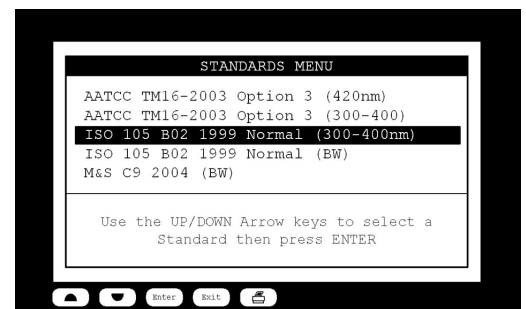 STANDARDS MENU
AATCC TM16-2003 Option 3 (420nm)
AATCC TM16-2003 Option 3 (300-400)
ISO 105 B02 1999 Normal (300-400nm)
ISO 105 B02 1999 Normal (BW)
M&S C9 2004 (BW)
Use the UP/DOWN Arrow keys to select a
Standard then press ENTER
Enter Exit